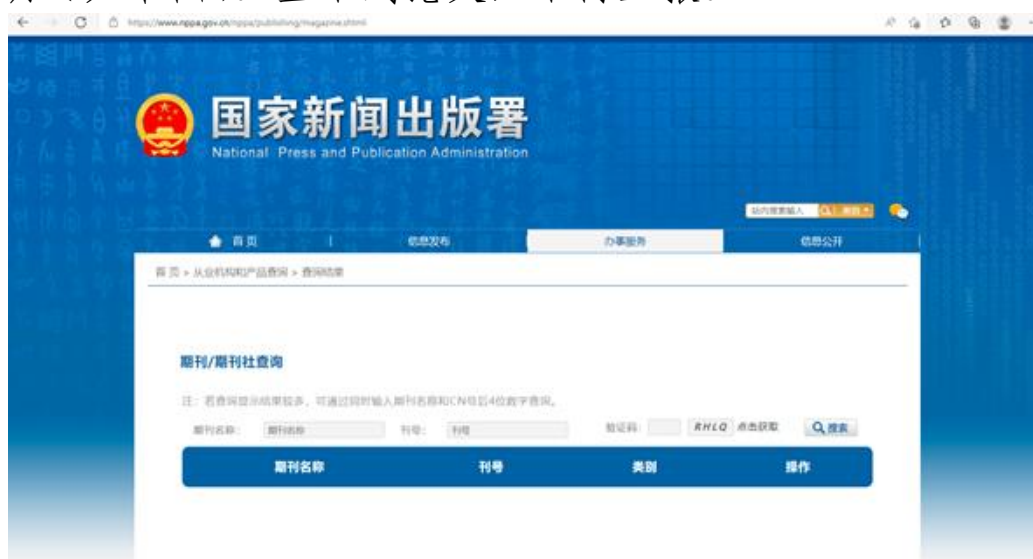 https://www.nppa.gov.cn/nppa/publishing/magazine.shtml
国家新闻出版署
National Press and Publication Administration
站内搜索输入
首页 信息发布 办事服务 信息公开
首页 > 从业机构和产品查询 > 查询结果
期刊/期刊社查询
注：若查询显示结果较多，可通过同时输入期刊名称和CN号后4位数字查询。
期刊名称： 期刊名称 刊号： 刊号 验证码： RHLQ 点击获取 搜索
期刊名称 刊号 类别 操作